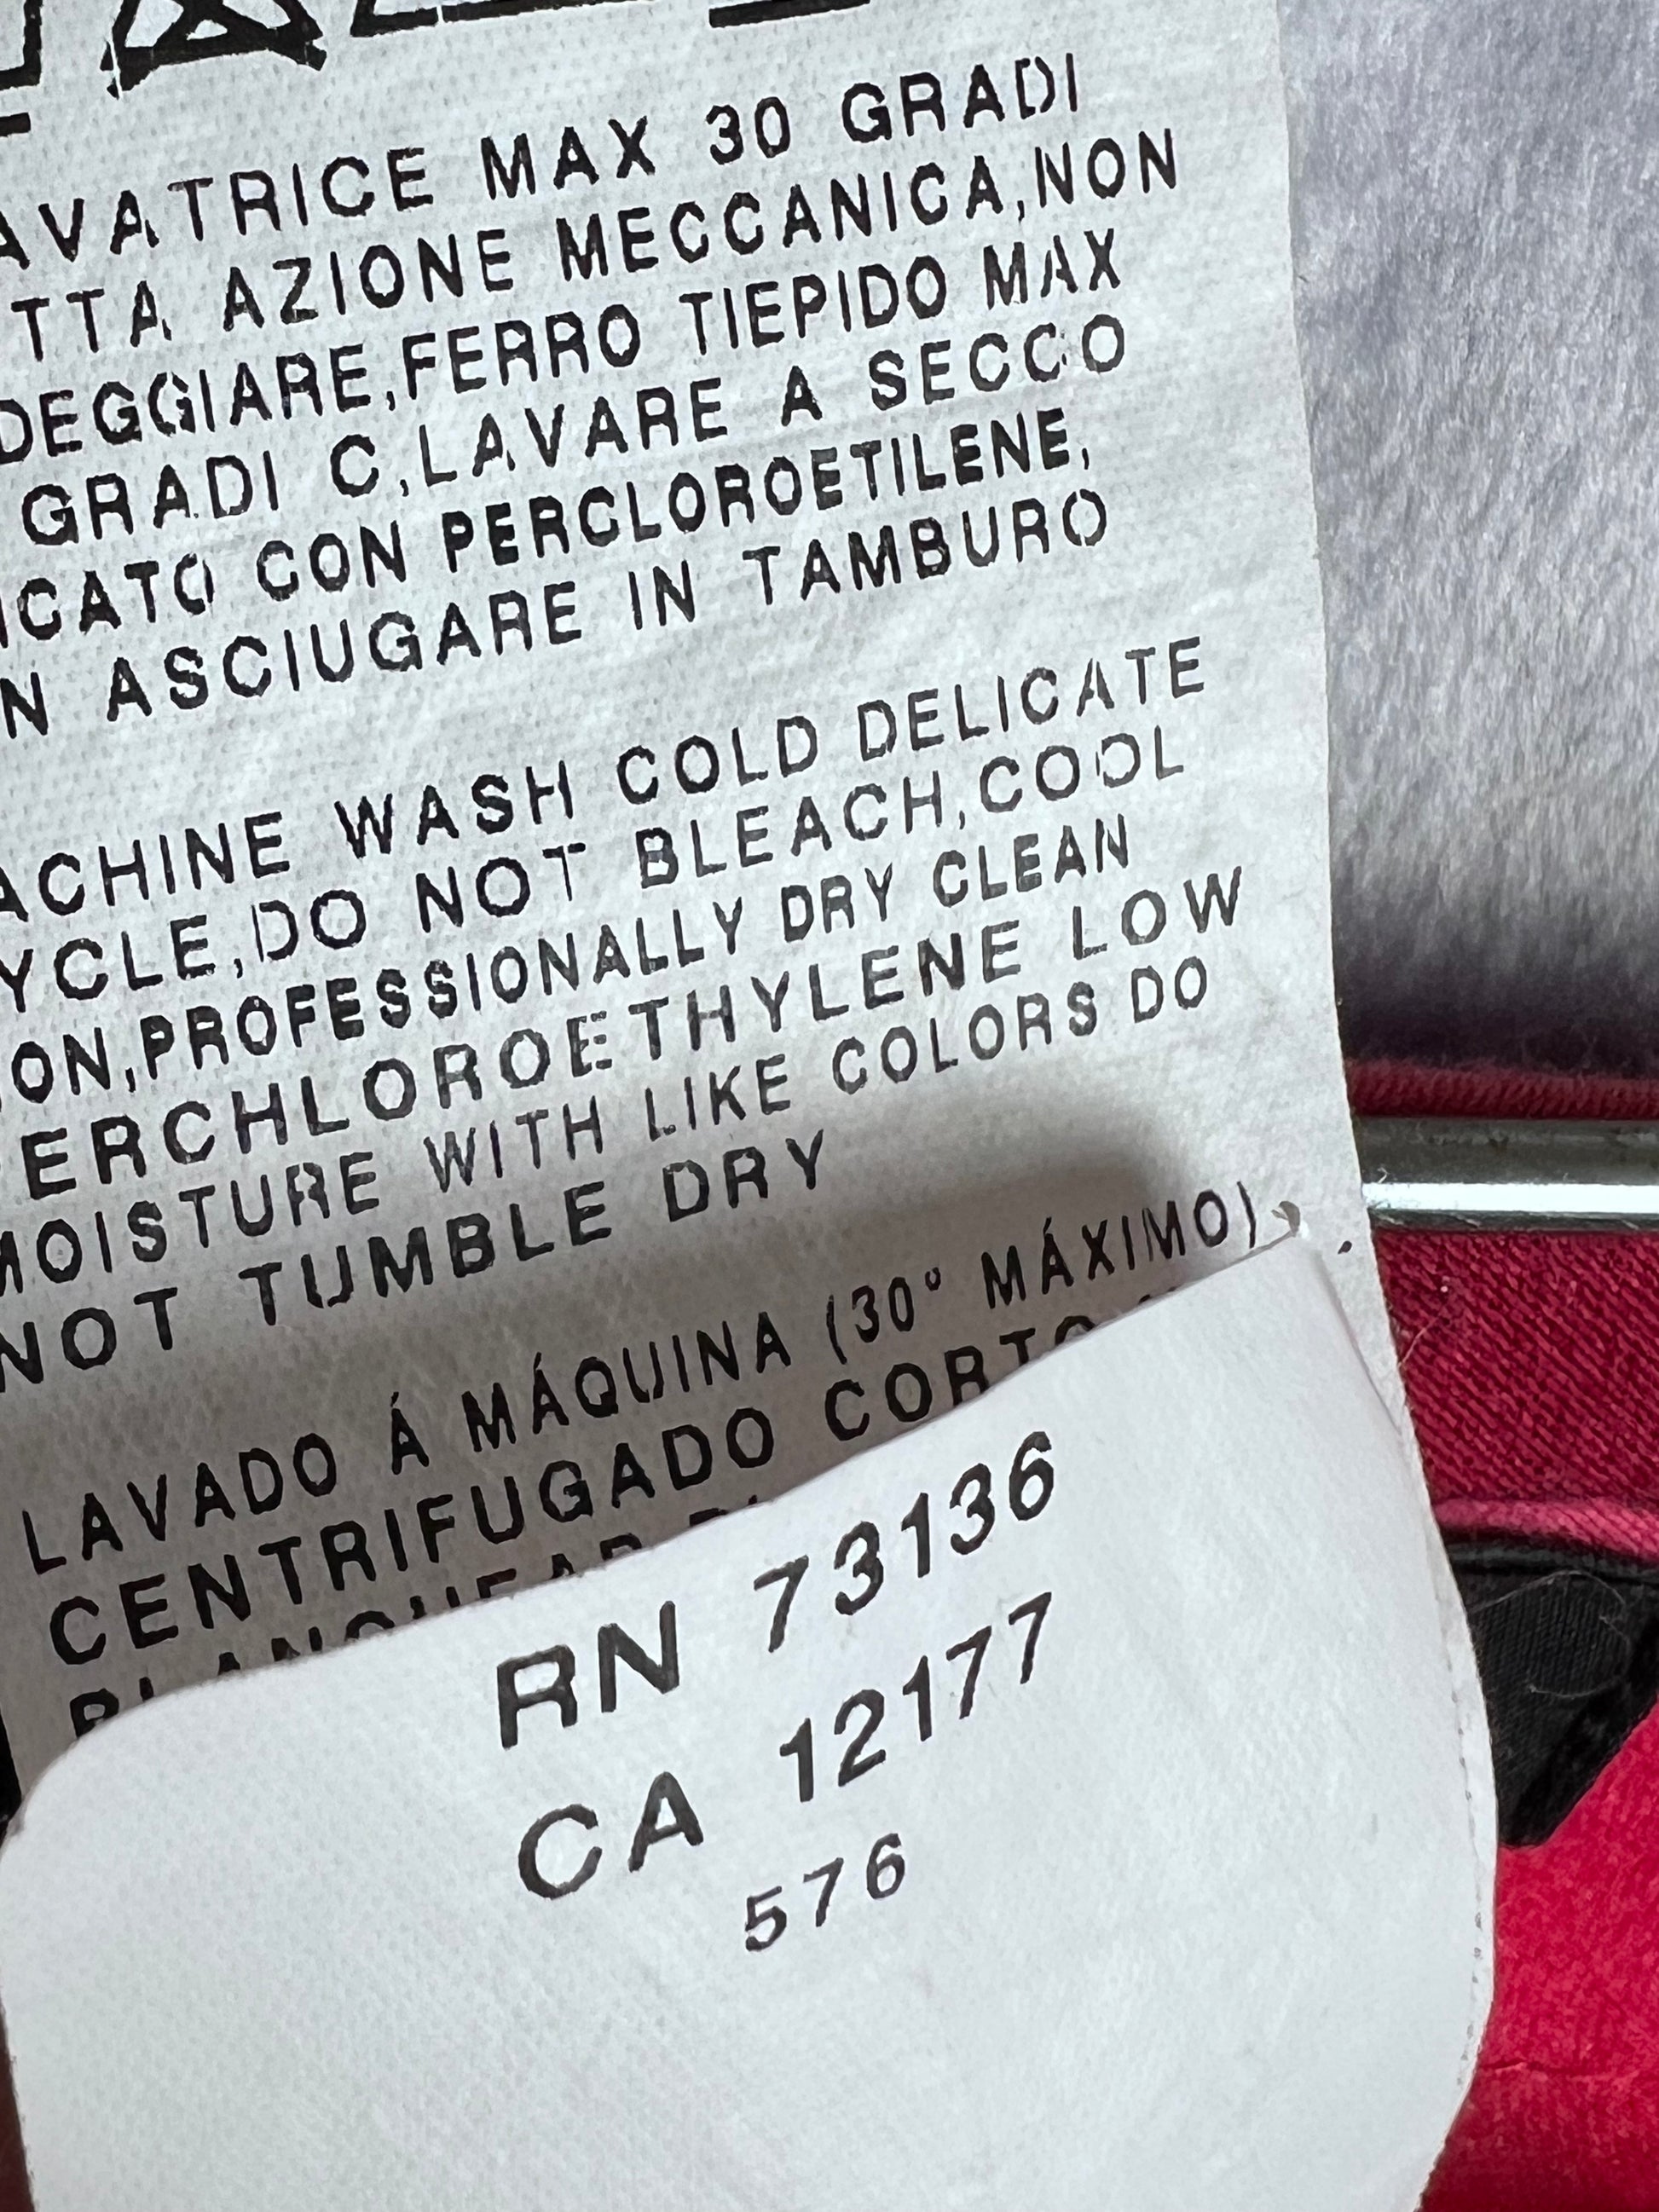 AVATRICE MAX 30 GRADI
TTA AZIONE MECCANICA,NON
DEGGIARE,FERRO TIEPIDO MAX
GRADI C,LAVARE A SECCO
ICATO CON PERCLOROETILENE,
N ASCIUGARE IN TAMBURO
ACHINE WASH COLD DELICATE
YCLE,DO NOT BLEACH,COOL
ON,PROFESSIONALLY DRY CLEAN
ERCHLOROETHYLENE LOW
MOISTURE WITH LIKE COLORS DO
NOT TUMBLE DRY
LAVADO Á MÁQUINA (30° MÁXIMO)
CENTRIFUGADO CORTO
RN 73136
CA 12177
576